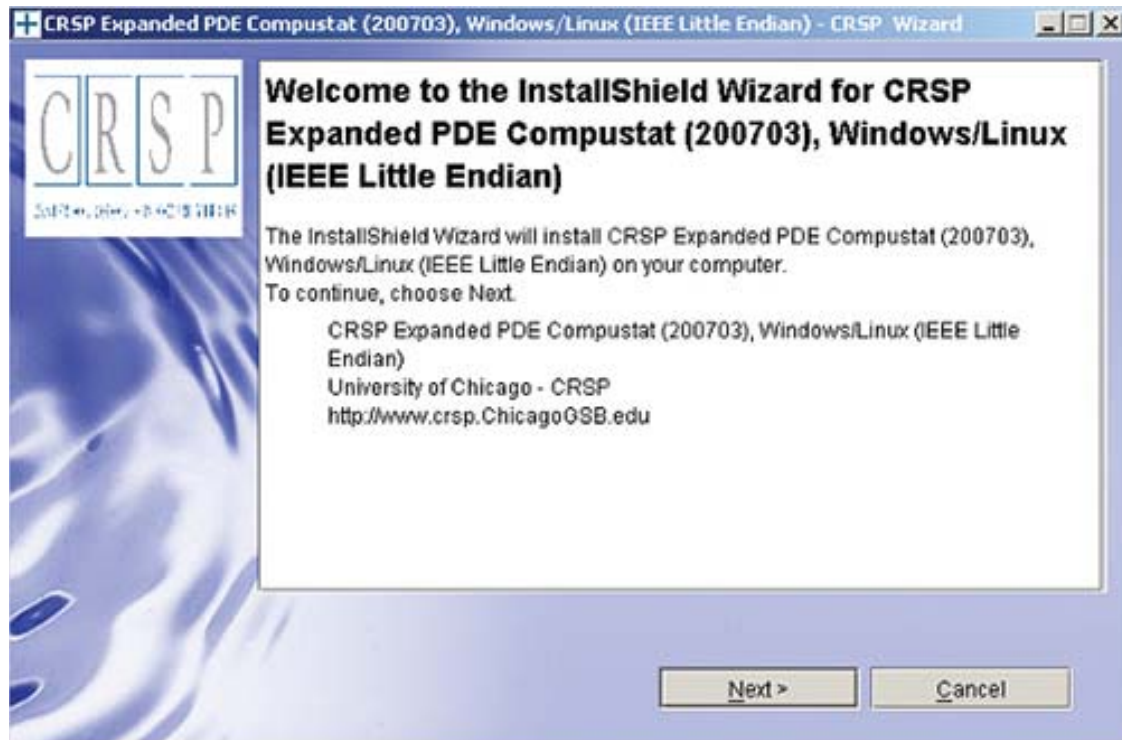 CRSP Expanded PDE Compustat (200703), Windows/Linux (IEEE Little Endian) - CRSP Wizard
CRSP
Welcome to the InstallShield Wizard for CRSP
Expanded PDE Compustat (200703), Windows/Linux
(IEEE Little Endian)
The InstallShield Wizard will install CRSP Expanded PDE Compustat (200703),
Windows/Linux (IEEE Little Endian) on your computer.
To continue, choose Next.
CRSP Expanded PDE Compustat (200703), Windows/Linux (IEEE Little
Endian)
University of Chicago - CRSP
http://www.crsp.ChicagoGSB.edu
Next >
Cancel